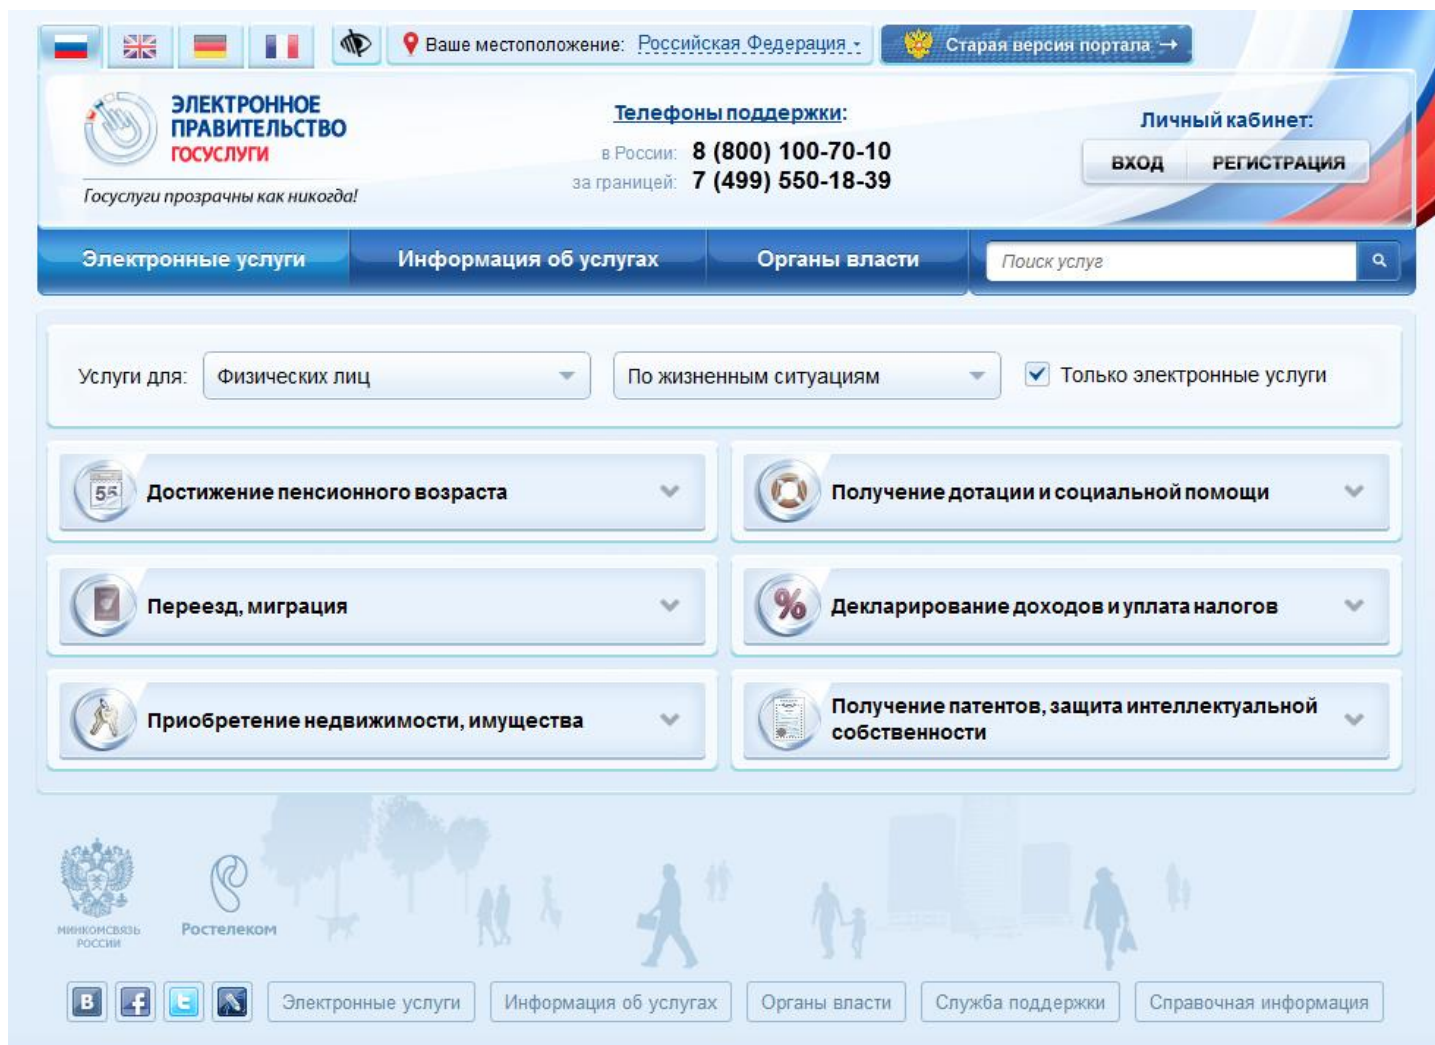 Ваше местоположение: Российская Федерация
Старая версия портала →
ЭЛЕКТРОННОЕ
ПРАВИТЕЛЬСТВО
ГОСУСЛУГИ
Госуслуги прозрачны как никогда!
Телефоны поддержки:
в России: 8 (800) 100-70-10
за границей: 7 (499) 550-18-39
Личный кабинет:
ВХОД РЕГИСТРАЦИЯ
Электронные услуги Информация об услугах Органы власти Поиск услуг
Услуги для: Физических лиц По жизненным ситуациям Только электронные услуги
55 Достижение пенсионного возраста
Получение дотации и социальной помощи
Переезд, миграция
% Декларирование доходов и уплата налогов
Приобретение недвижимости, имущества
Получение патентов, защита интеллектуальной
собственности
МИНКОМСВЯЗЬ
РОССИИ
Ростелеком
В f t Электронные услуги Информация об услугах Органы власти Служба поддержки Справочная информация